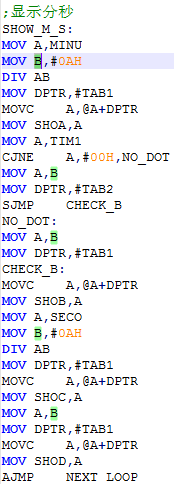 ;显示分秒
SHOW_M_S:
MOV A,MINU
MOV B,#0AH
DIV AB
MOV DPTR,#TAB1
MOVC A,@A+DPTR
MOV SHOA,A
MOV A,TIM1
CJNE A,#00H,NO_DOT
MOV A,B
MOV DPTR,#TAB2
SJMP CHECK_B
NO_DOT:
MOV A,B
MOV DPTR,#TAB1
CHECK_B:
MOVC A,@A+DPTR
MOV SHOB,A
MOV A,SECO
MOV B,#0AH
DIV AB
MOV DPTR,#TAB1
MOVC A,@A+DPTR
MOV SHOC,A
MOV A,B
MOV DPTR,#TAB1
MOVC A,@A+DPTR
MOV SHOD,A
AJMP NEXT_LOOP